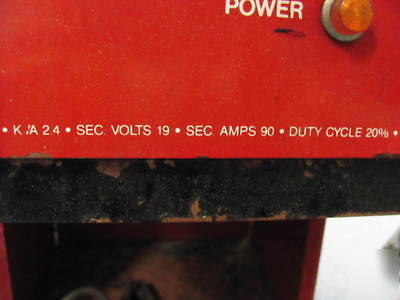 POWER
• K /A 2.4 • SEC. VOLTS 19 • SEC. AMPS 90 • DUTY CYCLE 20% •